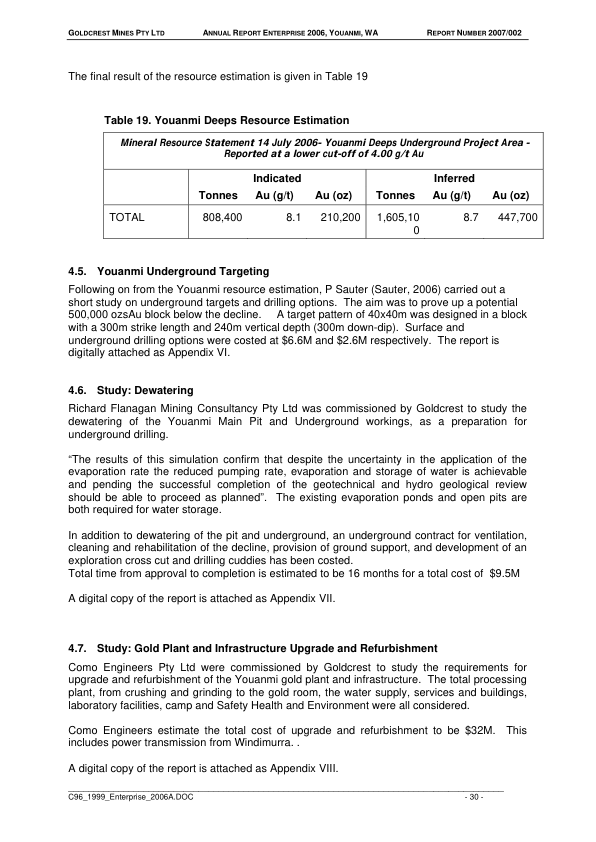 GOLDCREST MINES PTY LTD ANNUAL REPORT ENTERPRISE 2006, YOUANMI, WA REPORT NUMBER 2007/002
The final result of the resource estimation is given in Table 19
Table 19. Youanmi Deeps Resource Estimation
Mineral Resource Statement 14 July 2006- Youanmi Deeps Underground Project Area -
Reported at a lower cut-off of 4.00 g/t Au
Indicated Inferred
Tonnes Au (g/t) Au (oz) Tonnes Au (g/t) Au (oz)
TOTAL 808,400 8.1 210,200 1,605,10 8.7 447,700
0
4.5. Youanmi Underground Targeting
Following on from the Youanmi resource estimation, P Sauter (Sauter, 2006) carried out a
short study on underground targets and drilling options. The aim was to prove up a potential
500,000 ozsAu block below the decline. A target pattern of 40x40m was designed in a block
with a 300m strike length and 240m vertical depth (300m down-dip). Surface and
underground drilling options were costed at $6.6M and $2.6M respectively. The report is
digitally attached as Appendix VI.
4.6. Study: Dewatering
Richard Flanagan Mining Consultancy Pty Ltd was commissioned by Goldcrest to study the
dewatering of the Youanmi Main Pit and Underground workings, as a preparation for
underground drilling.
“The results of this simulation confirm that despite the uncertainty in the application of the
evaporation rate the reduced pumping rate, evaporation and storage of water is achievable
and pending the successful completion of the geotechnical and hydro geological review
should be able to proceed as planned”. The existing evaporation ponds and open pits are
both required for water storage.
In addition to dewatering of the pit and underground, an underground contract for ventilation,
cleaning and rehabilitation of the decline, provision of ground support, and development of an
exploration cross cut and drilling cuddies has been costed.
Total time from approval to completion is estimated to be 16 months for a total cost of $9.5M
A digital copy of the report is attached as Appendix VII.
4.7. Study: Gold Plant and Infrastructure Upgrade and Refurbishment
Como Engineers Pty Ltd were commissioned by Goldcrest to study the requirements for
upgrade and refurbishment of the Youanmi gold plant and infrastructure. The total processing
plant, from crushing and grinding to the gold room, the water supply, services and buildings,
laboratory facilities, camp and Safety Health and Environment were all considered.
Como Engineers estimate the total cost of upgrade and refurbishment to be $32M. This
includes power transmission from Windimurra. .
A digital copy of the report is attached as Appendix VIII.
C96_1999_Enterprise_2006A.DOC - 30 -